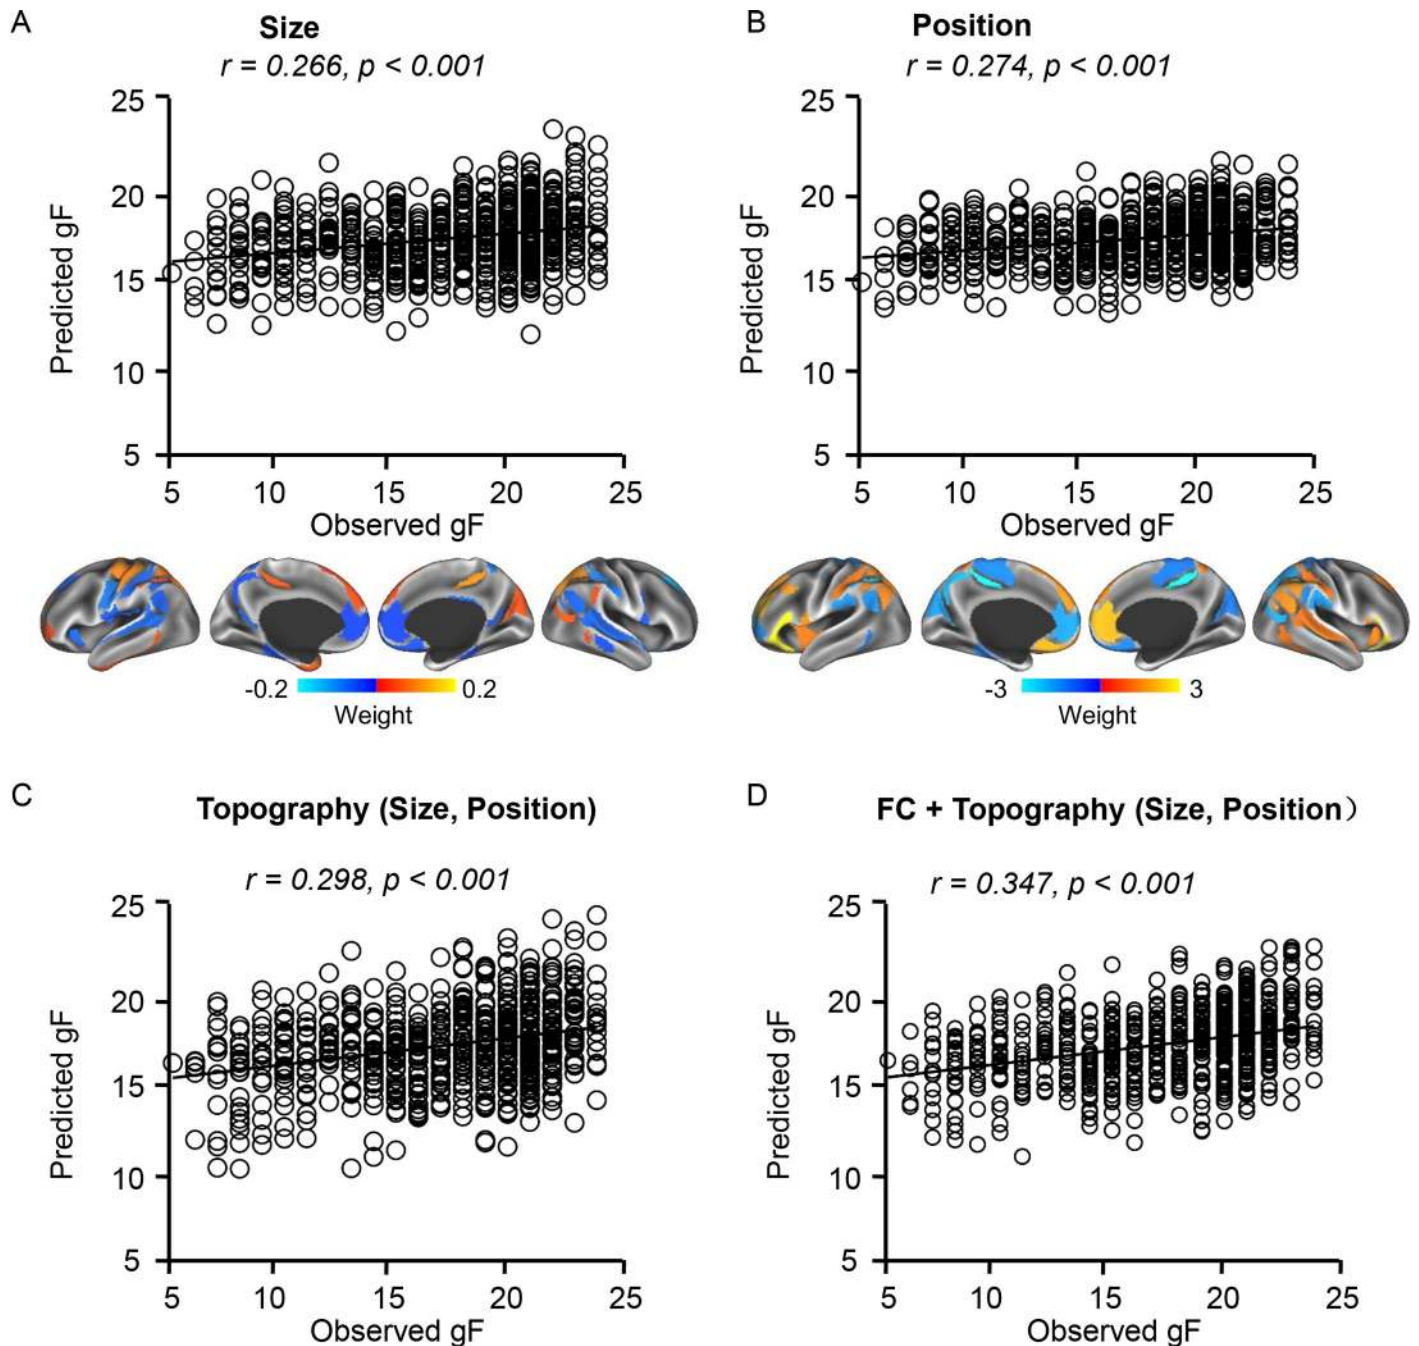 A
Size
r = 0.266, p < 0.001
25
20
15
10
5
Predicted gF
5 10 15 20 25
Observed gF
-0.2 0.2
Weight
B
Position
r = 0.274, p < 0.001
25
20
15
10
5
Predicted gF
5 10 15 20 25
Observed gF
-3 3
Weight
C
Topography (Size, Position)
r = 0.298, p < 0.001
25
20
15
10
5
Predicted gF
5 10 15 20 25
Observed gF
D
FC + Topography (Size, Position）
r = 0.347, p < 0.001
25
20
15
10
5
Predicted gF
5 10 15 20 25
Observed gF